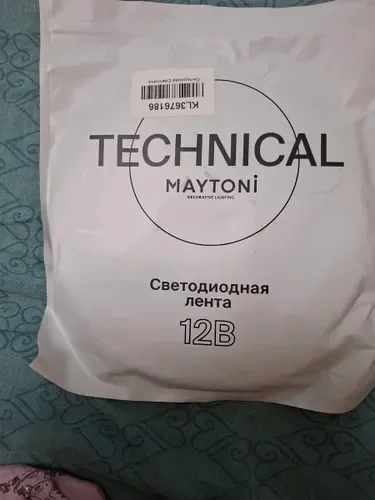 KL3676186
TECHNICAL
MAYTONi
DECORATIVE LIGHTING
Светодиодная
лента
12В